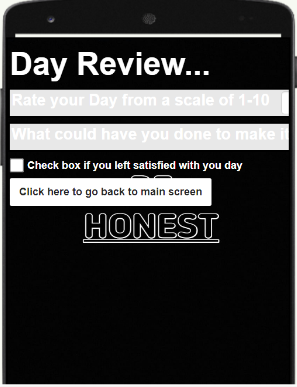 Day Review...
Rate your Day from a scale of 1-10
What could have you done to make it
Check box if you left satisfied with you day
Click here to go back to main screen
HONEST